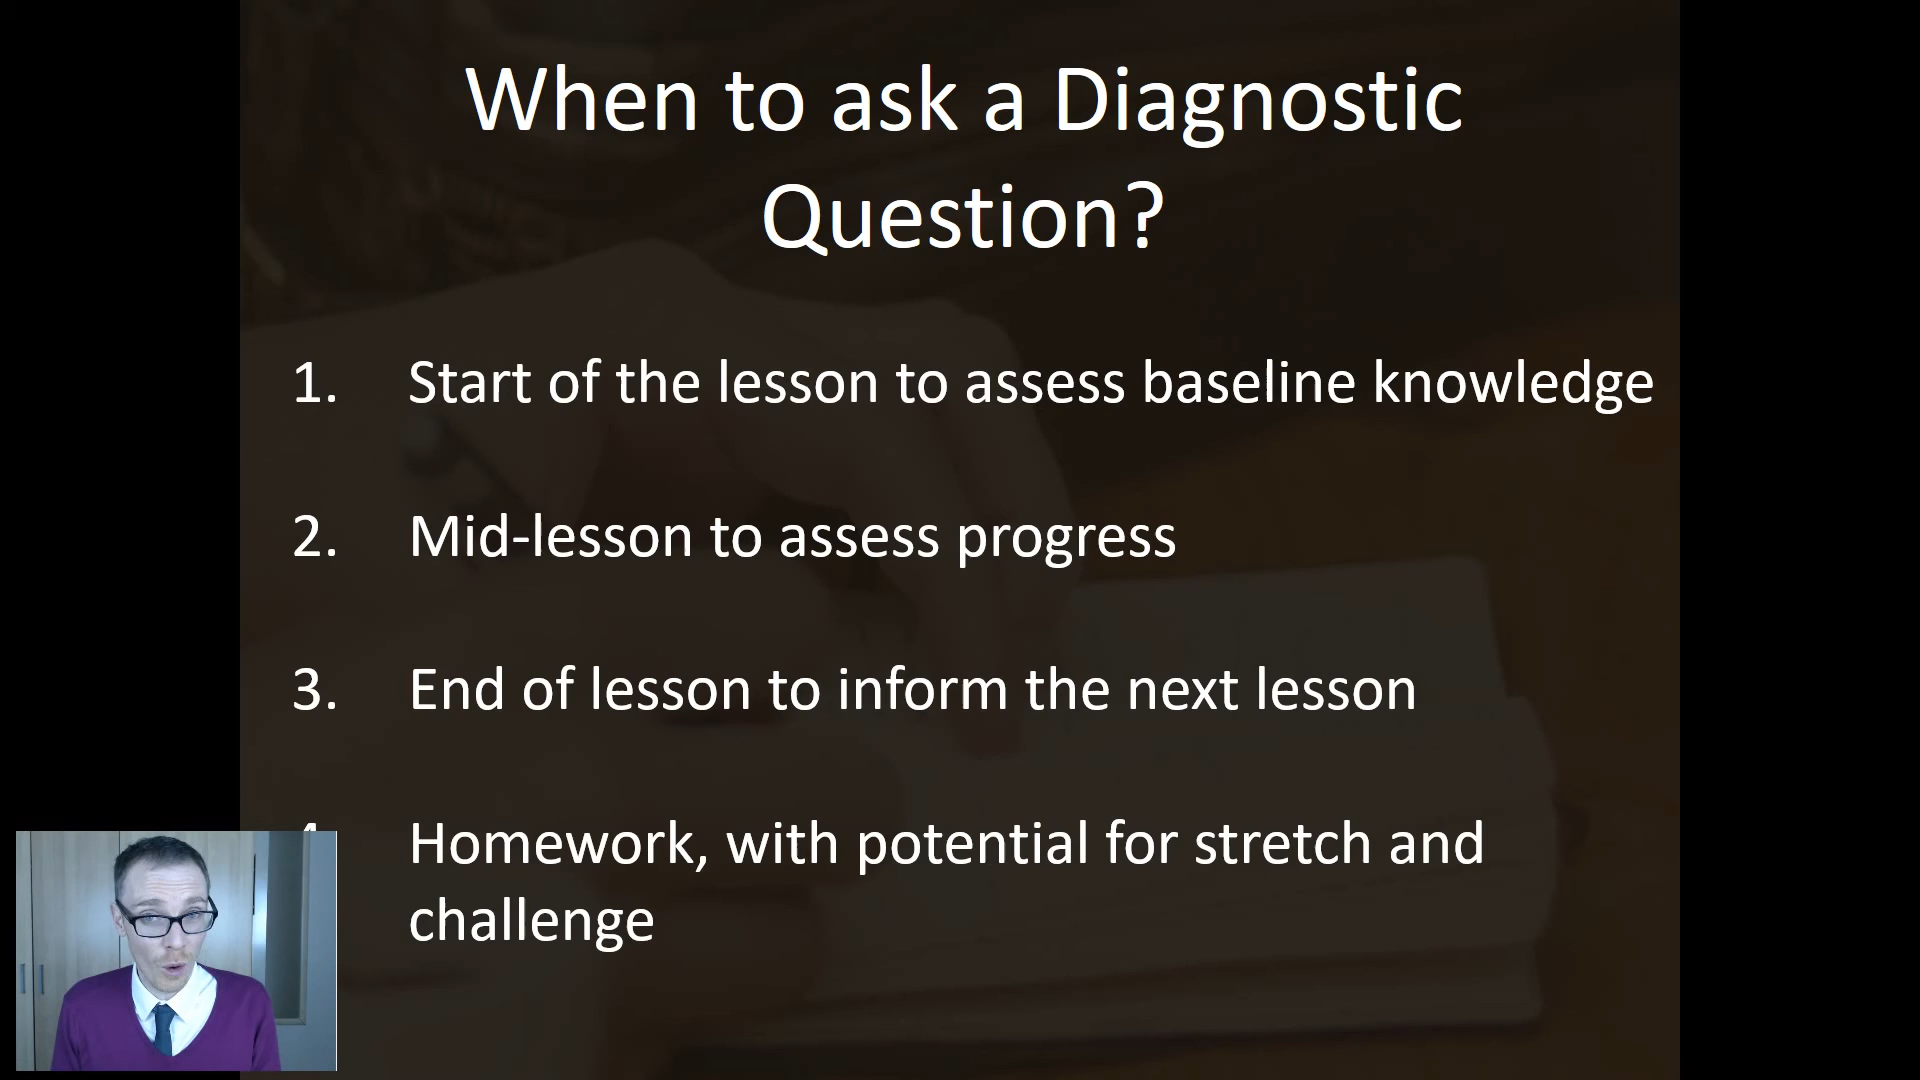 When to ask a Diagnostic
Question?
1. Start of the lesson to assess baseline knowledge
2. Mid-lesson to assess progress
3. End of lesson to inform the next lesson
Homework, with potential for stretch and
challenge